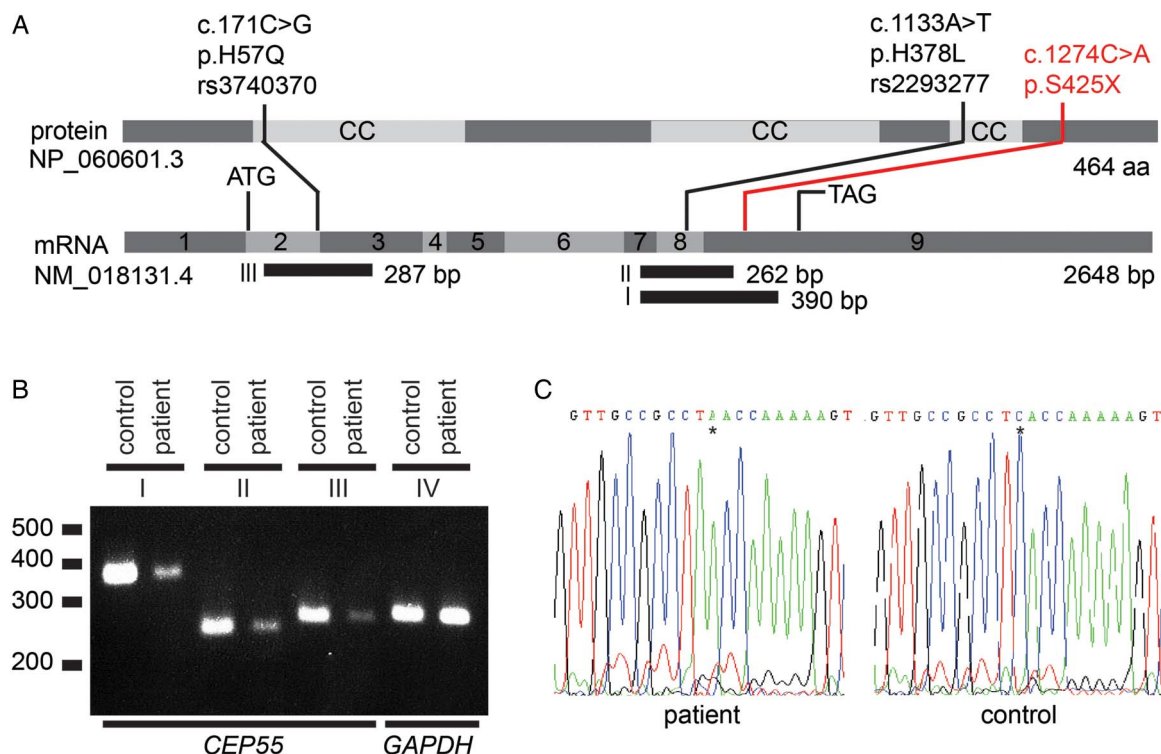 A
c.171C>G
p.H57Q
rs3740370
c.1133A>T
p.H378L
rs2293277
c.1274C>A
p.S425X
protein
CC
CC
CC
NP_060601.3
464 aa
ATG
TAG
mRNA
1
2
3
4
5
6
7
8
9
NM_018131.4
III
287 bp
II
262 bp
2648 bp
I
390 bp
B
control
patient
control
patient
control
patient
control
patient
I
II
III
IV
500
400
300
200
CEP55
GAPDH
C
GTTGCCGCCTAACCAAAAAGT
.GTTGCCGCCTCACCAAAAAGT
*
*
patient
control